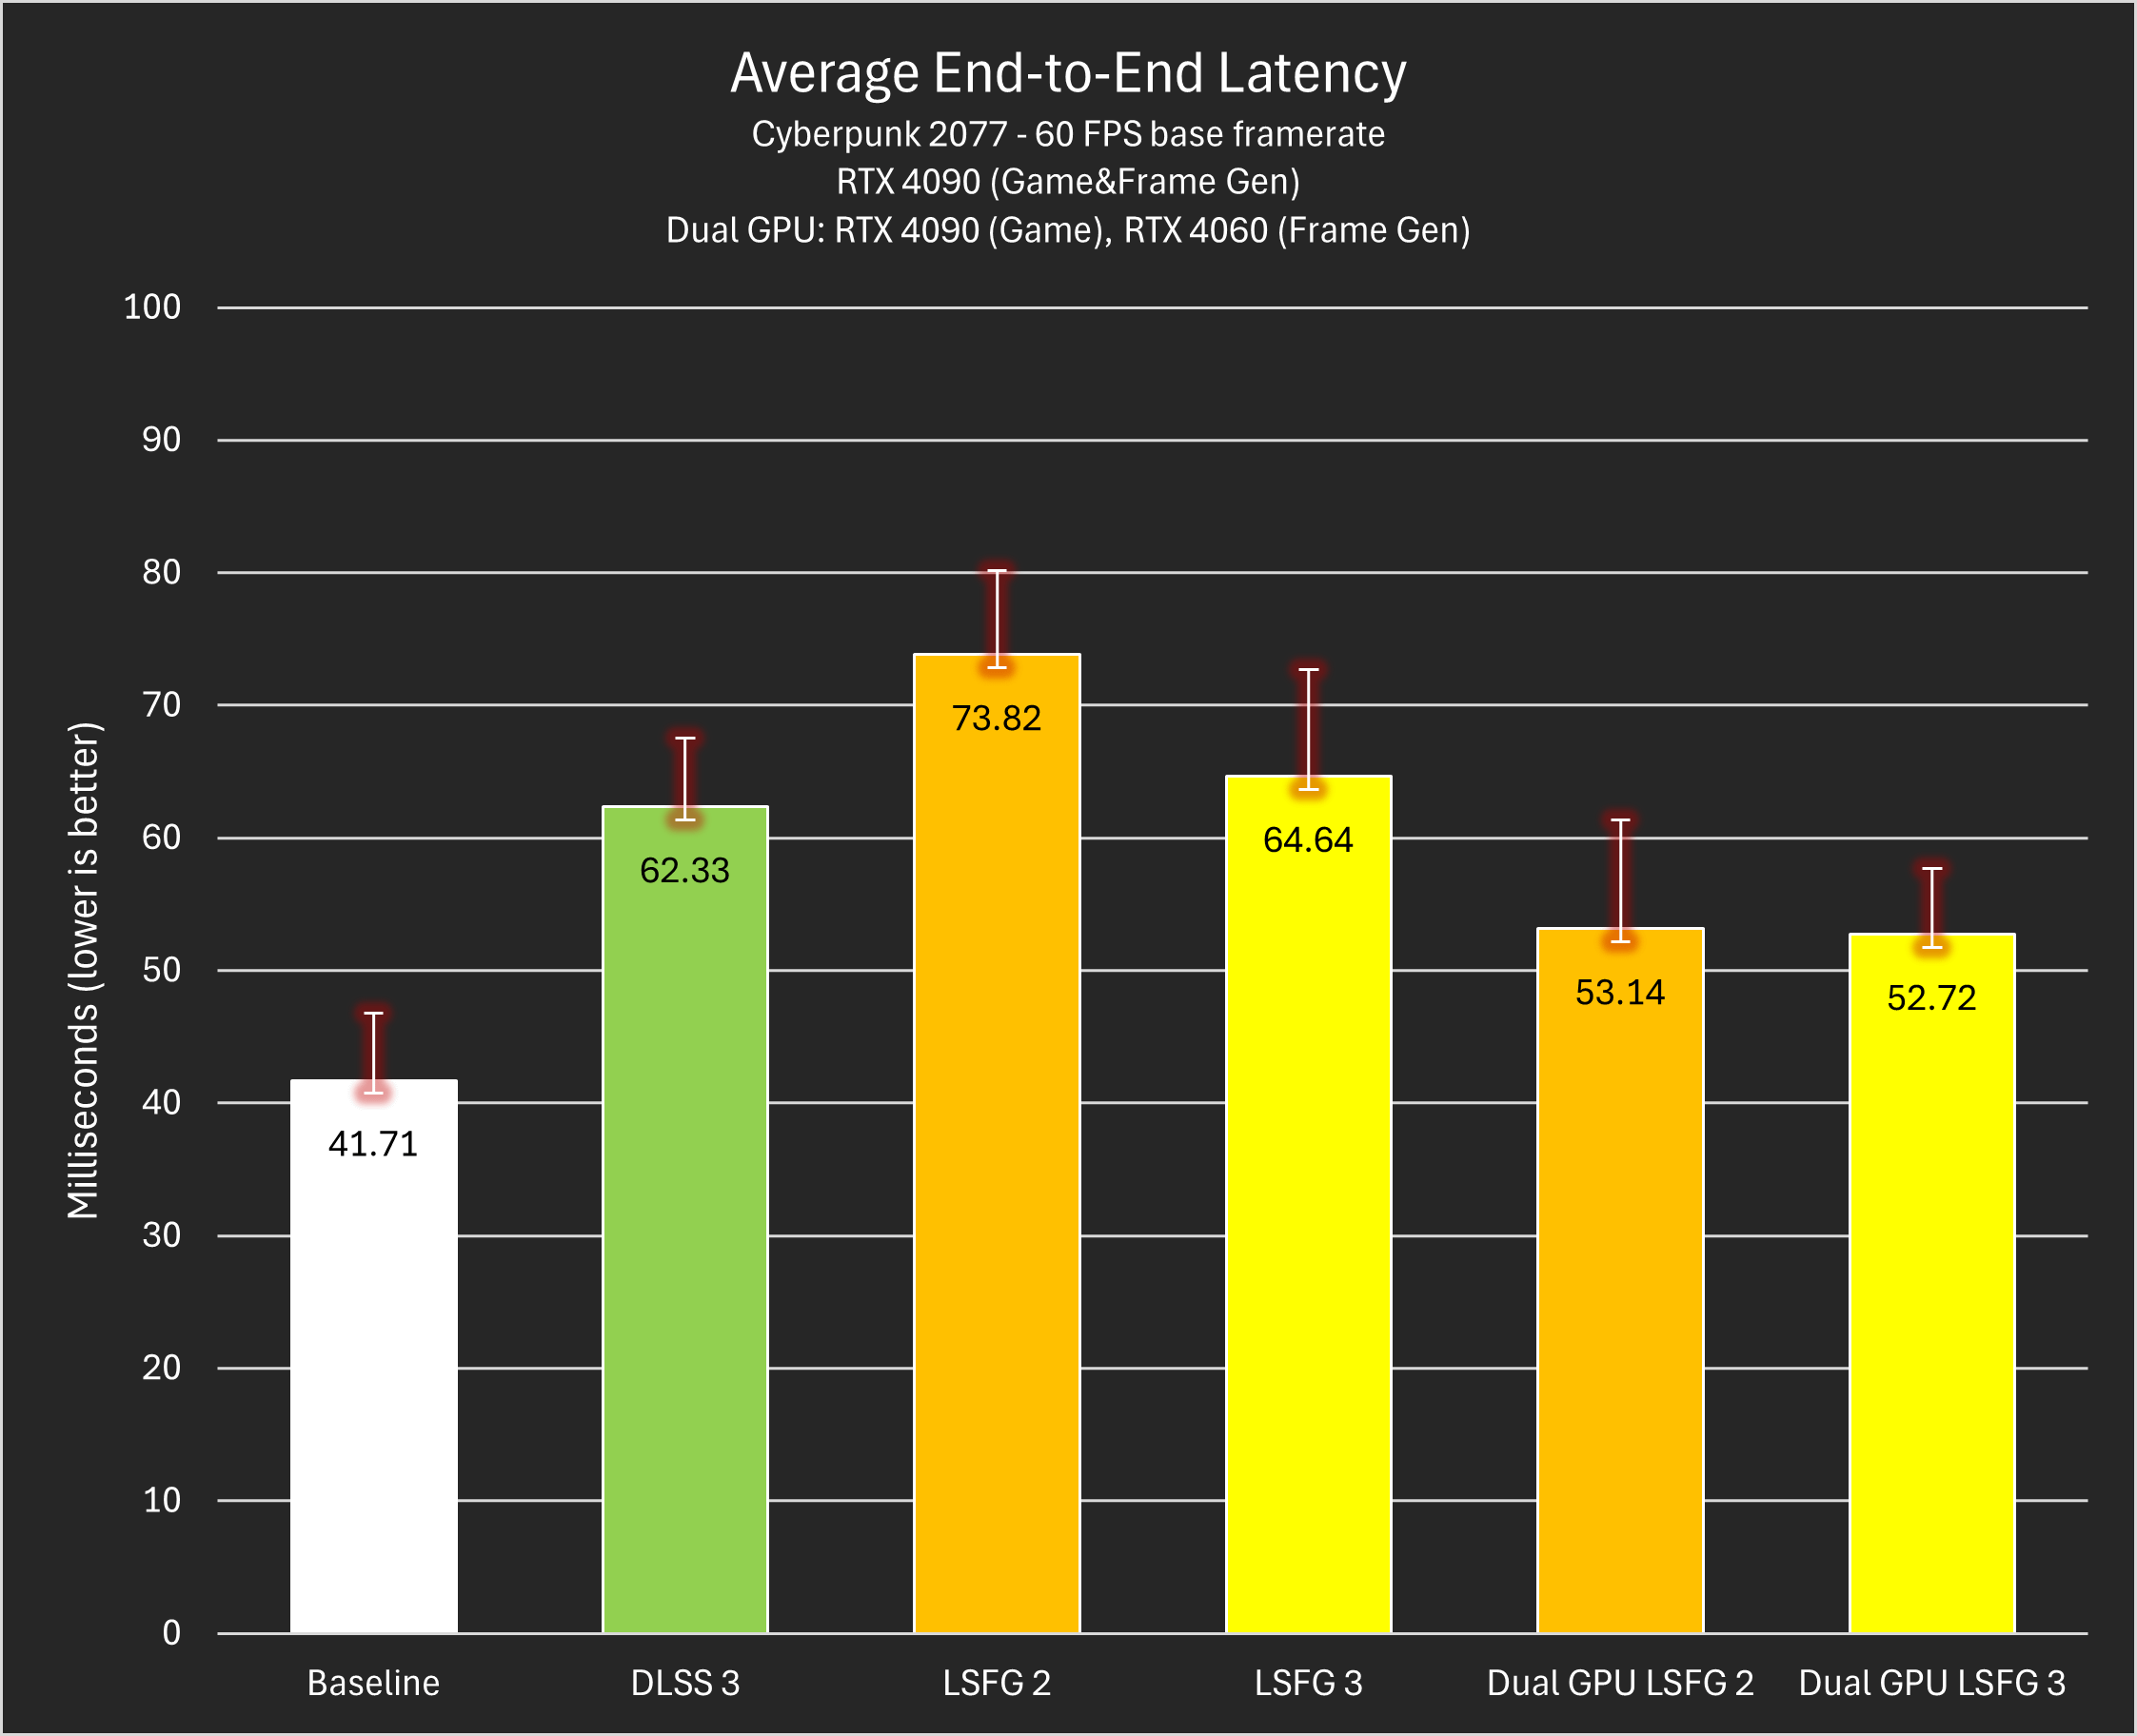 Average End-to-End Latency
Cyberpunk 2077 - 60 FPS base framerate
RTX 4090 (Game&Frame Gen)
Dual GPU: RTX 4090 (Game), RTX 4060 (Frame Gen)
Milliseconds (lower is better)
100
90
80
70
60
50
40
30
20
10
0
41.71
62.33
73.82
64.64
53.14
52.72
Baseline
DLSS 3
LSFG 2
LSFG 3
Dual GPU LSFG 2
Dual GPU LSFG 3